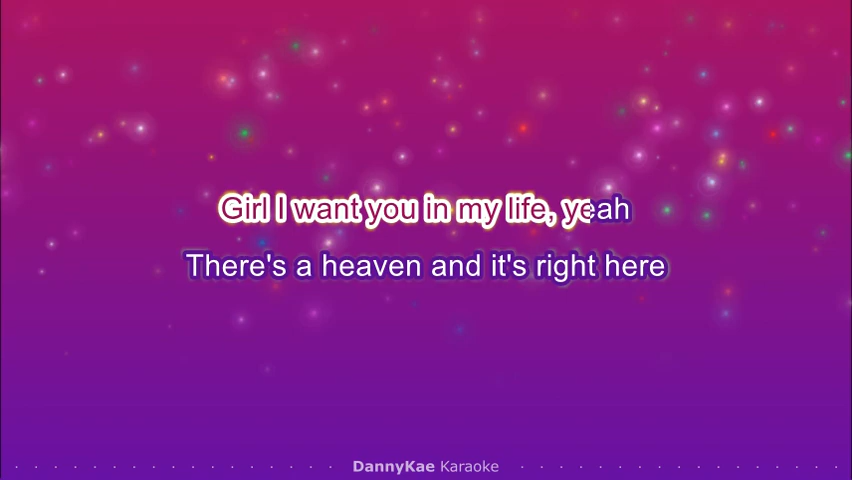 Girl I want you in my life, yeah
There's a heaven and it's right here
DannyKae Karaoke